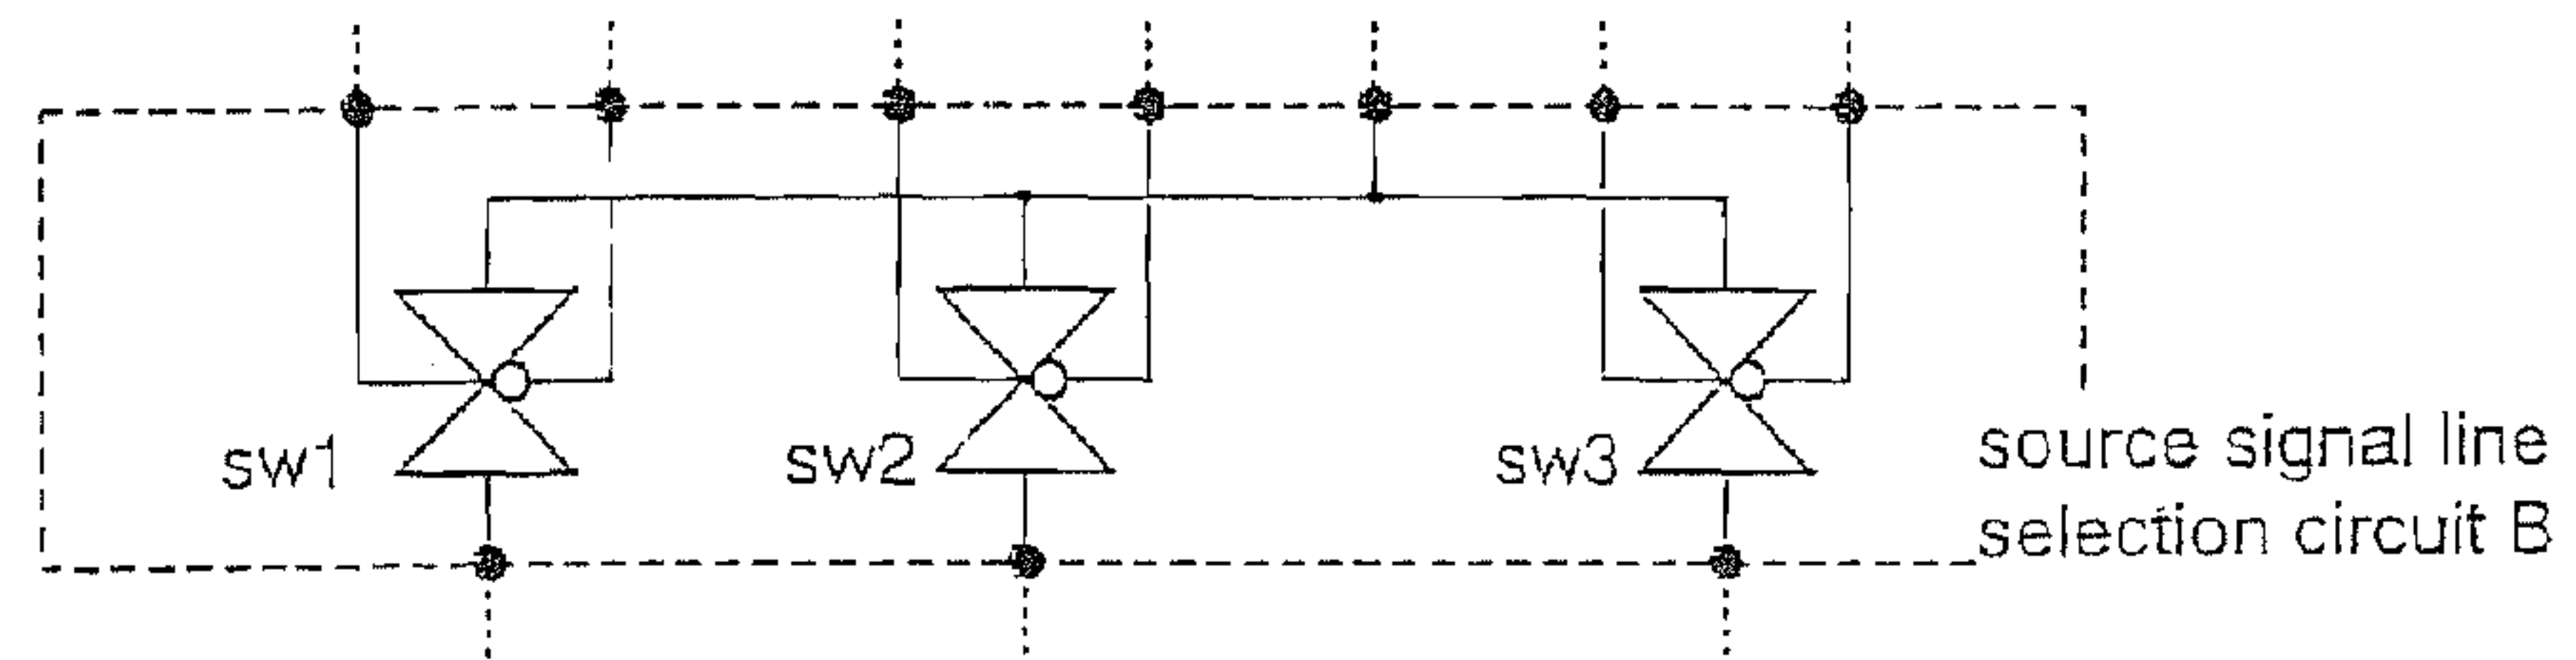 sw1
sw2
sw3
source signal line
selection circuit B